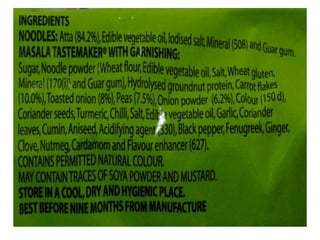 INGREDIENTS
NOODLES: Atta (84.2%), Edible vegetable oil, Iodised salt, Mineral (508) and Guar gum.
MASALA TASTEMAKER® WITH GARNISHING:
Sugar, Noodle powder (Wheat flour, Edible vegetable oil, Salt, Wheat gluten,
Mineral (170(i) and Guar gum), Hydrolysed groundnut protein, Carrot flakes
(10.0%), Toasted onion (8%), Peas (7.5%), Onion powder (6.2%), Colour (150 d),
Coriander seeds, Turmeric, Chilli, Salt, Edible vegetable oil, Garlic, Coriander
leaves, Cumin, Aniseed, Acidifying agent (330), Black pepper, Fenugreek, Ginger,
Clove, Nutmeg, Cardamom and Flavour enhancer (627).
CONTAINS PERMITTED NATURAL COLOUR.
MAY CONTAIN TRACES OF SOYA POWDER AND MUSTARD.
STORE IN A COOL, DRY AND HYGIENIC PLACE.
BEST BEFORE NINE MONTHS FROM MANUFACTURE